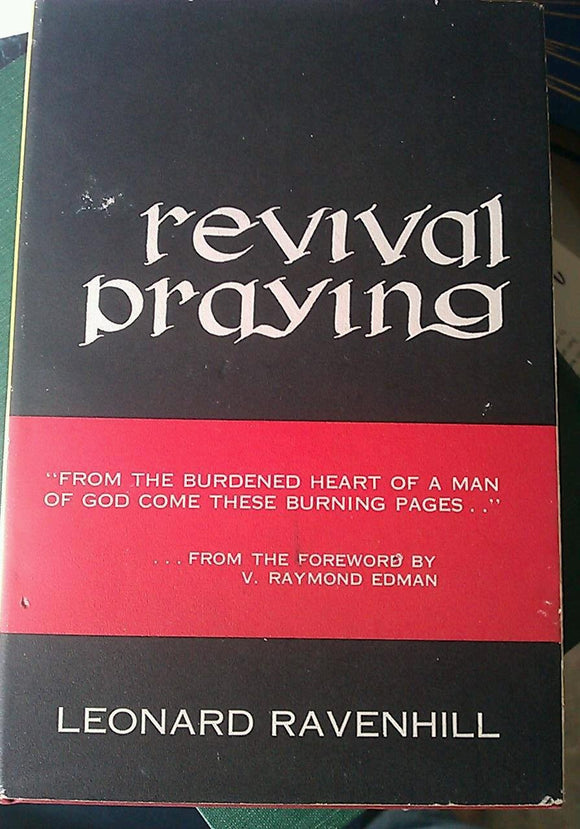 revival
praying
"FROM THE BURDENED HEART OF A MAN
OF GOD COME THESE BURNING PAGES . ."
. . . FROM THE FOREWORD BY
V. RAYMOND EDMAN
LEONARD RAVENHILL